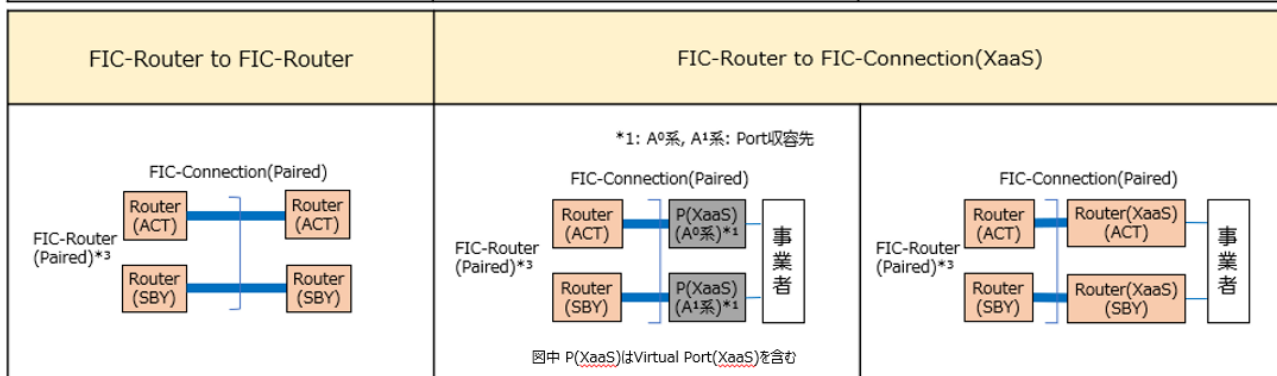 FIC-Router to FIC-Router
FIC-Router to FIC-Connection(XaaS)
FIC-Connection(Paired)
Router
(ACT)
Router
(ACT)
FIC-Router
(Paired)*³
Router
(SBY)
Router
(SBY)
*1: A⁰系, A¹系: Port収容先
FIC-Connection(Paired)
Router
(ACT)
P(XaaS)
(A⁰系)*¹
FIC-Router
(Paired)*³
Router
(SBY)
P(XaaS)
(A¹系)*¹
事業者
図中 P(XaaS)はVirtual Port(XaaS)を含む
FIC-Connection(Paired)
Router
(ACT)
Router(XaaS)
(ACT)
FIC-Router
(Paired)*³
Router
(SBY)
Router(XaaS)
(SBY)
事業者